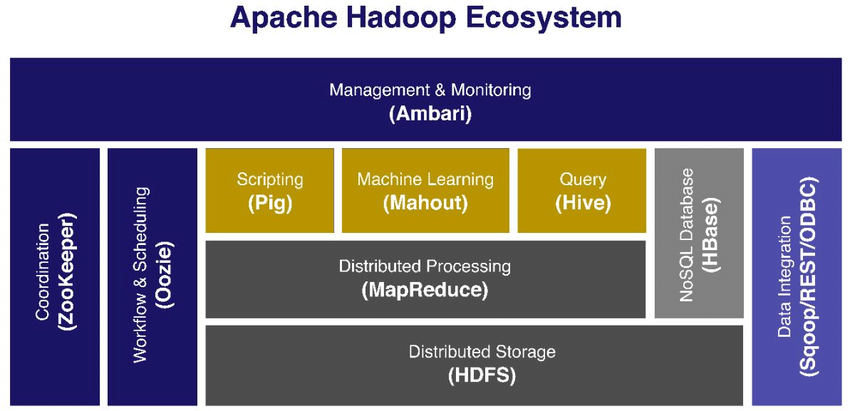 Apache Hadoop Ecosystem
Management & Monitoring
(Ambari)
Coordination
(ZooKeeper)
Workflow & Scheduling
(Oozie)
Scripting
(Pig)
Machine Learning
(Mahout)
Query
(Hive)
Distributed Processing
(MapReduce)
NoSQL Database
(HBase)
Distributed Storage
(HDFS)
Data Integration
(Sqoop/REST/ODBC)